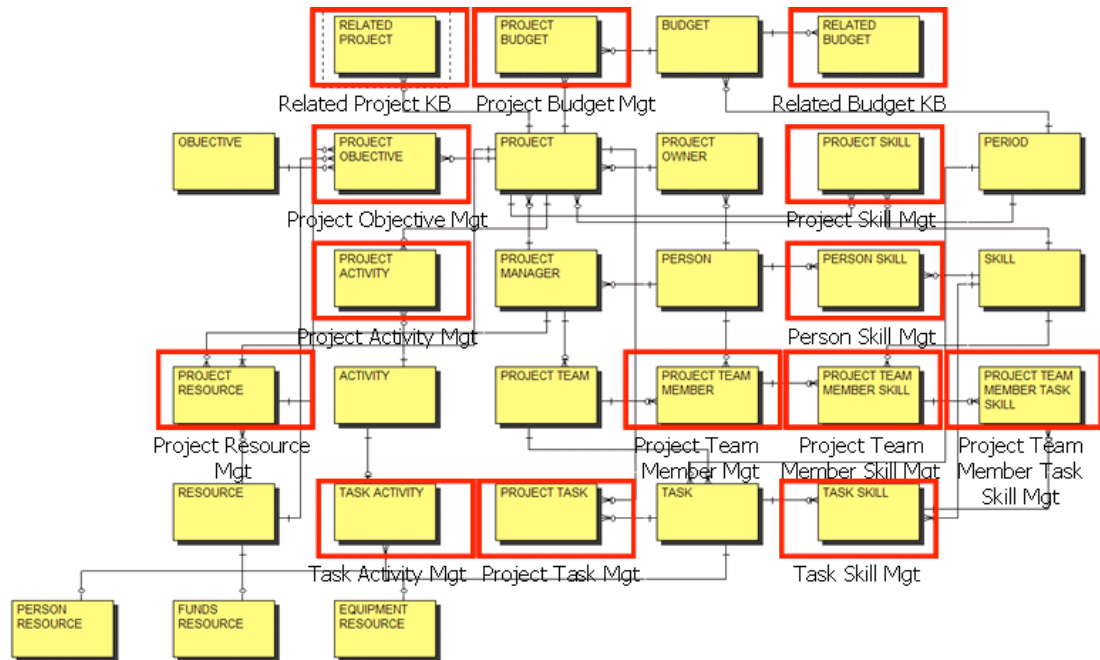 RELATED
PROJECT
PROJECT
BUDGET
BUDGET
RELATED
BUDGET
Related Project KB
Project Budget Mgt
Related Budget KB
OBJECTIVE
PROJECT
OBJECTIVE
PROJECT
PROJECT
OWNER
PROJECT SKILL
PERIOD
Project Objective Mgt
Project Skill Mgt
PROJECT
ACTIVITY
PROJECT
MANAGER
PERSON
PERSON SKILL
SKILL
Project Activity Mgt
Person Skill Mgt
PROJECT
RESOURCE
ACTIVITY
PROJECT TEAM
PROJECT TEAM
MEMBER
PROJECT TEAM
MEMBER SKILL
PROJECT TEAM
MEMBER TASK
SKILL
Project Resource
Mgt
Project Team
Member Mgt
Project Team
Member Skill Mgt
Project Team
Member Task
Skill Mgt
RESOURCE
TASK ACTIVITY
PROJECT TASK
TASK
TASK SKILL
Task Activity Mgt
Project Task Mgt
Task Skill Mgt
PERSON
RESOURCE
FUNDS
RESOURCE
EQUIPMENT
RESOURCE